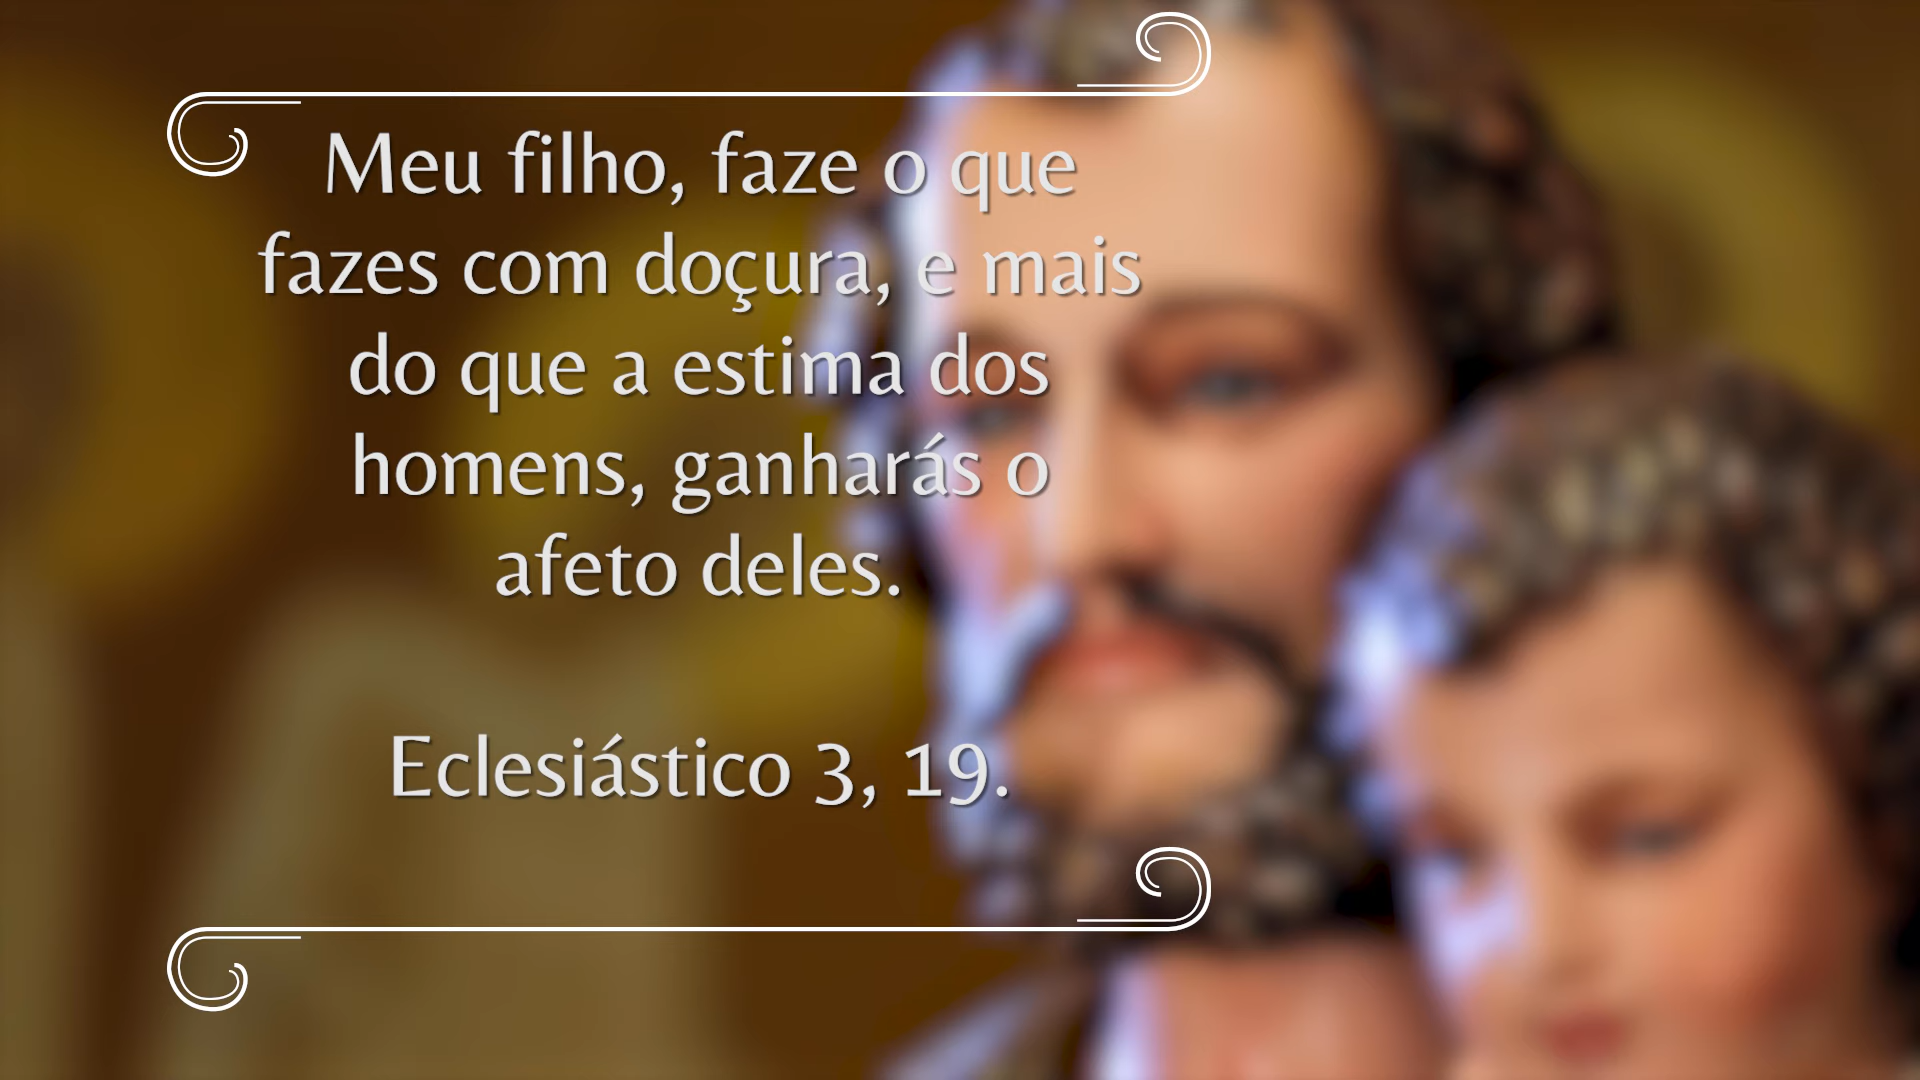 Meu filho, faze o que
fazes com doçura, e mais
do que a estima dos
homens, ganharás o
afeto deles.
Eclesiástico 3, 19.